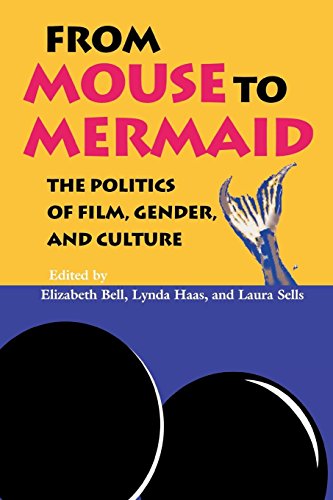 FROM
MOUSE TO
MERMAID
THE POLITICS
OF FILM, GENDER,
AND CULTURE
Edited by
Elizabeth Bell, Lynda Haas, and Laura Sells